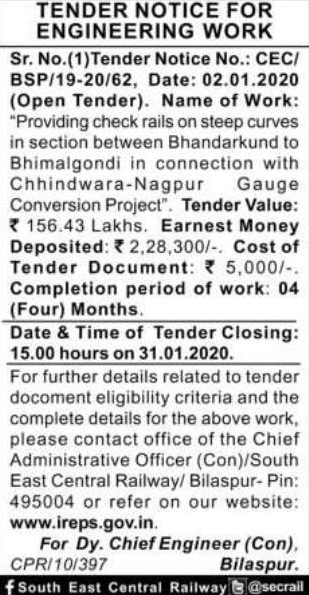 TENDER NOTICE FOR
ENGINEERING WORK
Sr. No.(1)Tender Notice No.: CEC/
BSP/19-20/62, Date: 02.01.2020
(Open Tender). Name of Work:
“Providing check rails on steep curves
in section between Bhandarkund to
Bhimalgondi in connection with
Chhindwara-Nagpur Gauge
Conversion Project”. Tender Value:
₹ 156.43 Lakhs. Earnest Money
Deposited: ₹ 2,28,300/-. Cost of
Tender Document: ₹ 5,000/-.
Completion period of work: 04
(Four) Months.
Date & Time of Tender Closing:
15.00 hours on 31.01.2020.
For further details related to tender
document eligibility criteria and the
complete details for the above work,
please contact office of the Chief
Administrative Officer (Con)/South
East Central Railway/ Bilaspur- Pin:
495004 or refer on our website:
www.ireps.gov.in.
For Dy. Chief Engineer (Con),
CPR/10/397 Bilaspur.
f South East Central Railway @secrail